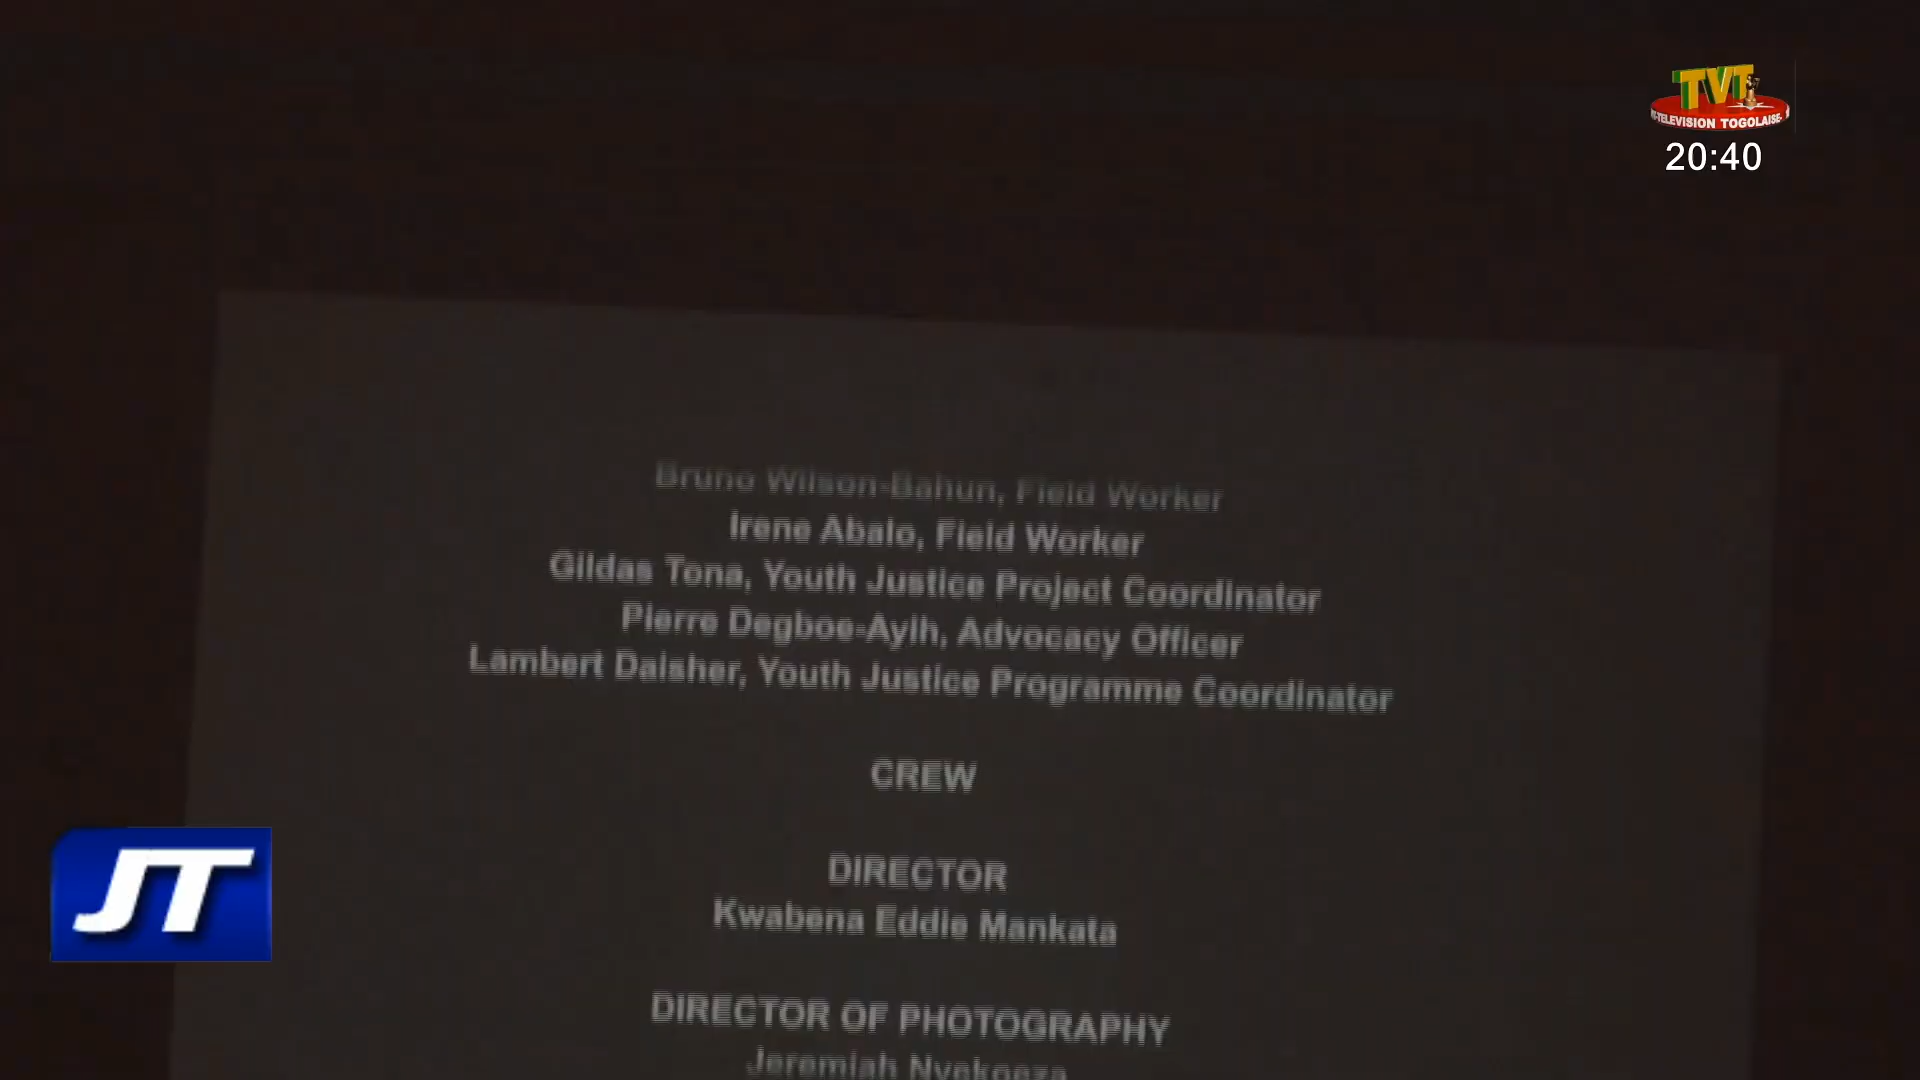 TVT
TELEVISION TOGOLAISE
20:40
Bruno Wilson-Bahun, Field Worker
Irene Abalo, Field Worker
Gildas Tona, Youth Justice Project Coordinator
Pierre Degboe-Ayih, Advocacy Officer
Lambert Daisher, Youth Justice Programme Coordinator
CREW
DIRECTOR
Kwabena Eddie Mankata
DIRECTOR OF PHOTOGRAPHY
Jeremiah
JT